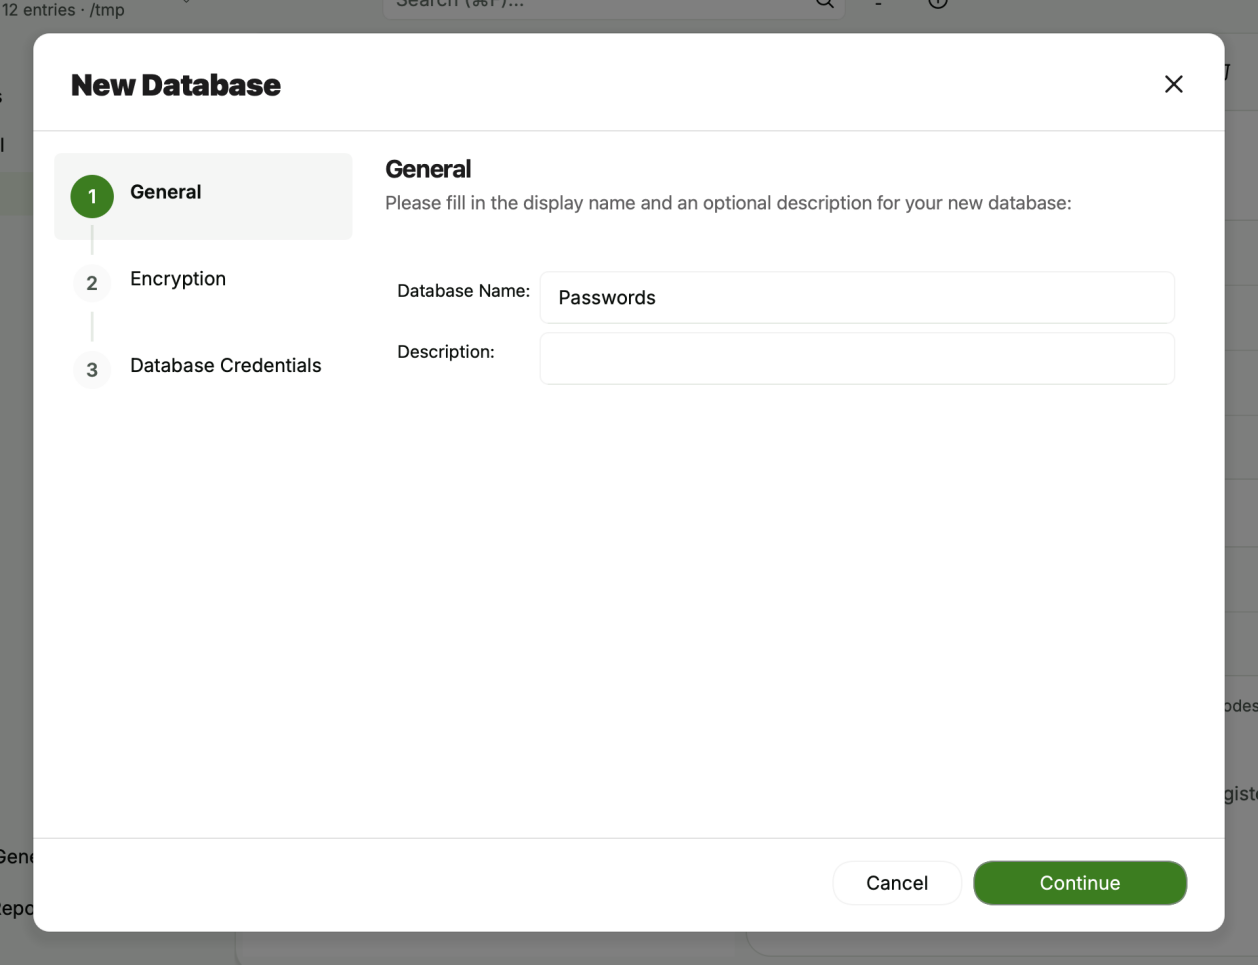 12 entries · /tmp
Search (⌘F)...
New Database
1 General
2 Encryption
3 Database Credentials
General
Please fill in the display name and an optional description for your new database:
Database Name: Passwords
Description:
Cancel
Continue